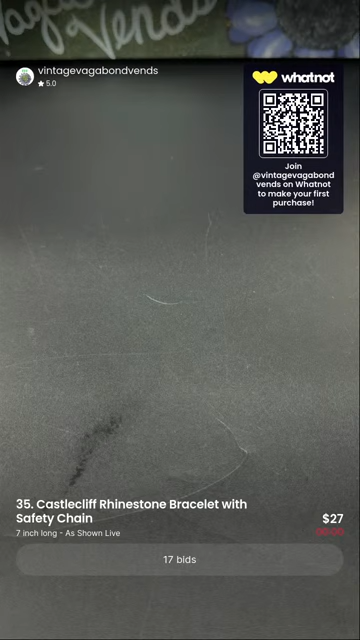 Vends
vintagevagabondvends
5.0
whatnot
Join
@vintagevagabond
vends on Whatnot
to make your first
purchase!
35. Castlecliff Rhinestone Bracelet with
Safety Chain
$27
7 inch long - As Shown Live
17 bids